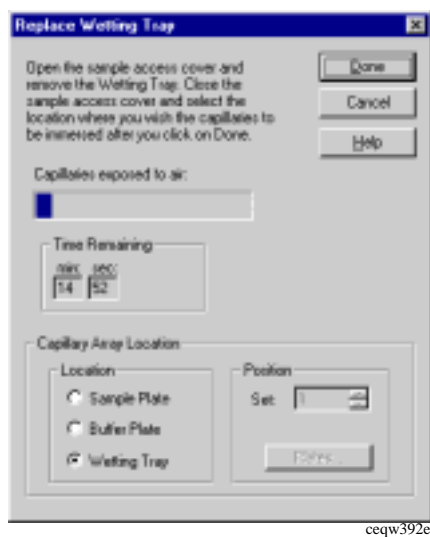 Replace Wetting Tray
Open the sample access cover and
remove the Wetting Tray. Close the
sample access cover and select the
location where you wish the capillaries to
be immersed after you click on Done.
Done
Cancel
Help
Capillaries exposed to air:
Time Remaining
min: sec:
14 52
Capillary Array Location
Location
Sample Plate
Buffer Plate
Wetting Tray
Position
Set: 1
ceqw392e